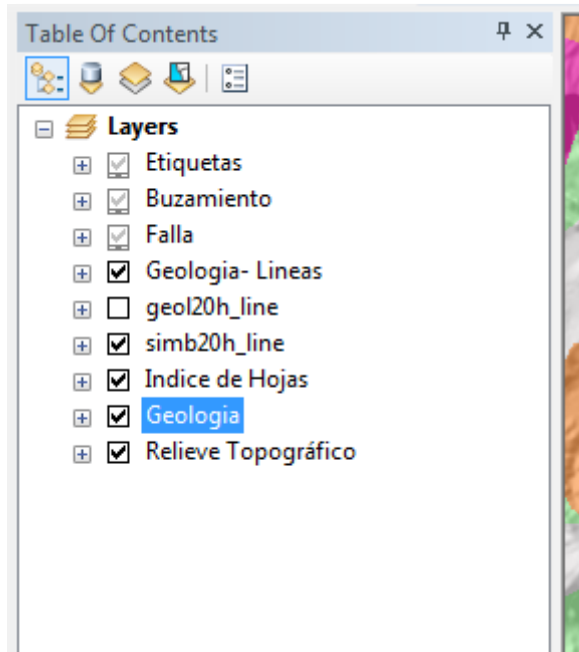 Table Of Contents
Layers
Etiquetas
Buzamiento
Falla
Geologia- Lineas
geol20h_line
simb20h_line
Indice de Hojas
Geologia
Relieve Topográfico